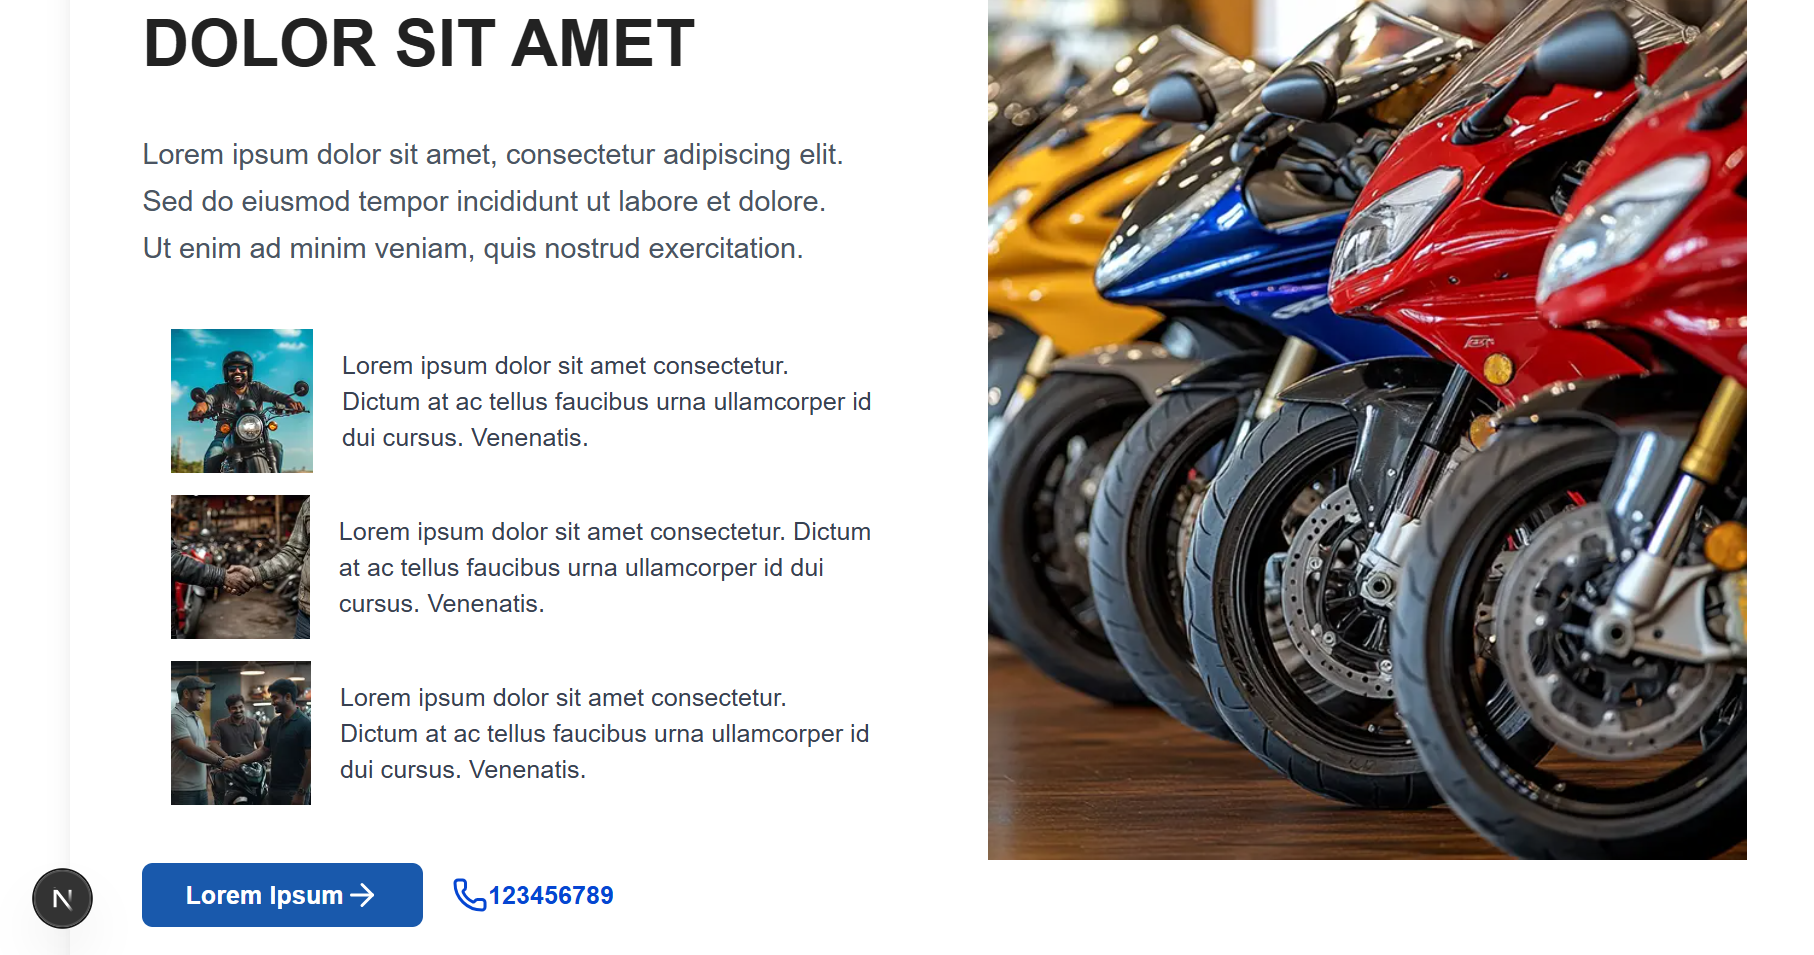 DOLOR SIT AMET
Lorem ipsum dolor sit amet, consectetur adipiscing elit.
Sed do eiusmod tempor incididunt ut labore et dolore.
Ut enim ad minim veniam, quis nostrud exercitation.
Lorem ipsum dolor sit amet consectetur.
Dictum at ac tellus faucibus urna ullamcorper id
dui cursus. Venenatis.
Lorem ipsum dolor sit amet consectetur. Dictum
at ac tellus faucibus urna ullamcorper id dui
cursus. Venenatis.
Lorem ipsum dolor sit amet consectetur.
Dictum at ac tellus faucibus urna ullamcorper id
dui cursus. Venenatis.
N
Lorem Ipsum
123456789